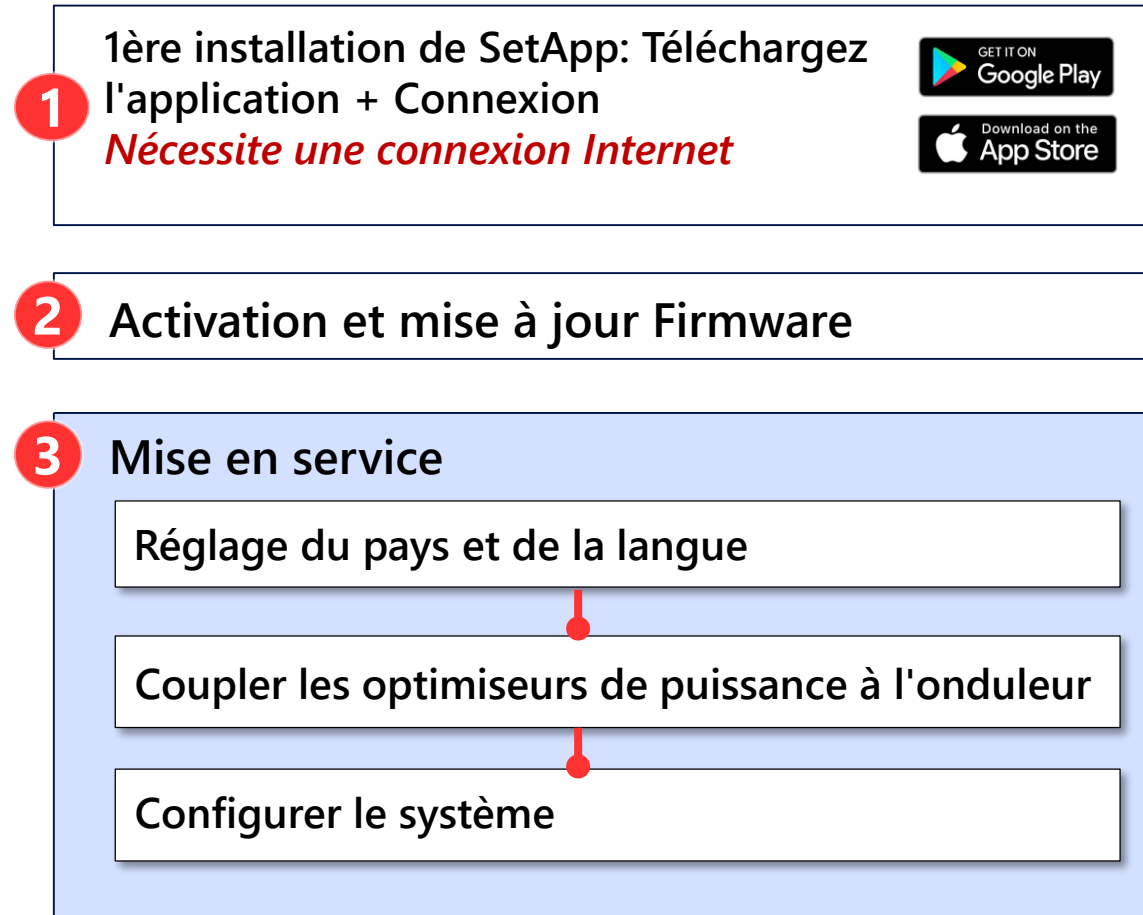 1ère installation de SetApp: Téléchargez
l'application + Connexion
Nécessite une connexion Internet
GET IT ON
Google Play
Download on the
App Store
1
2
Activation et mise à jour Firmware
3
Mise en service
Réglage du pays et de la langue
Coupler les optimiseurs de puissance à l'onduleur
Configurer le système